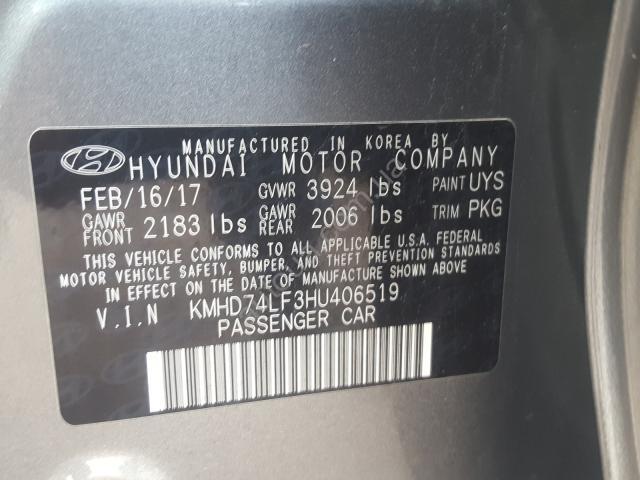 MANUFACTURED IN KOREA BY
HYUNDAI MOTOR COMPANY
FEB/16/17 GVWR 3924 lbs PAINT UYS
GAWR FRONT 2183 lbs GAWR REAR 2006 lbs TRIM PKG
THIS VEHICLE CONFORMS TO ALL APPLICABLE U.S.A. FEDERAL
MOTOR VEHICLE SAFETY, BUMPER, AND THEFT PREVENTION
STANDARDS IN EFFECT ON THE DATE OF MANUFACTURE SHOWN ABOVE.
V.I.N KMHD74LF3HU406519
PASSENGER CAR